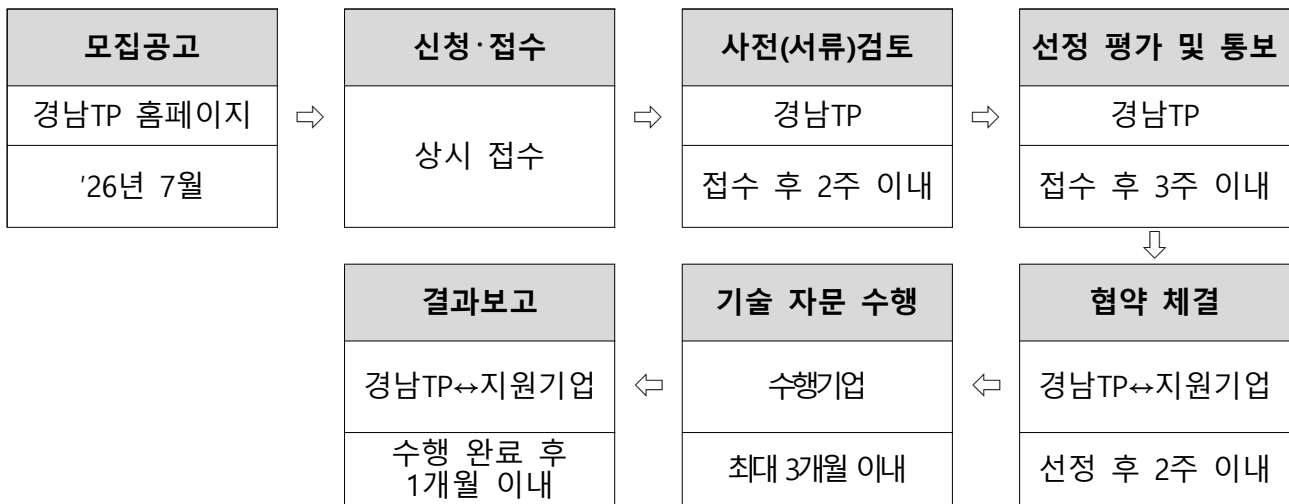 모집공고
경남TP 홈페이지
'26년 7월
⇨
신청·접수
상시 접수
⇨
사전(서류)검토
경남TP
접수 후 2주 이내
⇨
선정 평가 및 통보
경남TP
접수 후 3주 이내
⇩
협약 체결
경남TP↔지원기업
선정 후 2주 이내
⇦
기술 자문 수행
수행기업
최대 3개월 이내
⇦
결과보고
경남TP↔지원기업
수행 완료 후
1개월 이내